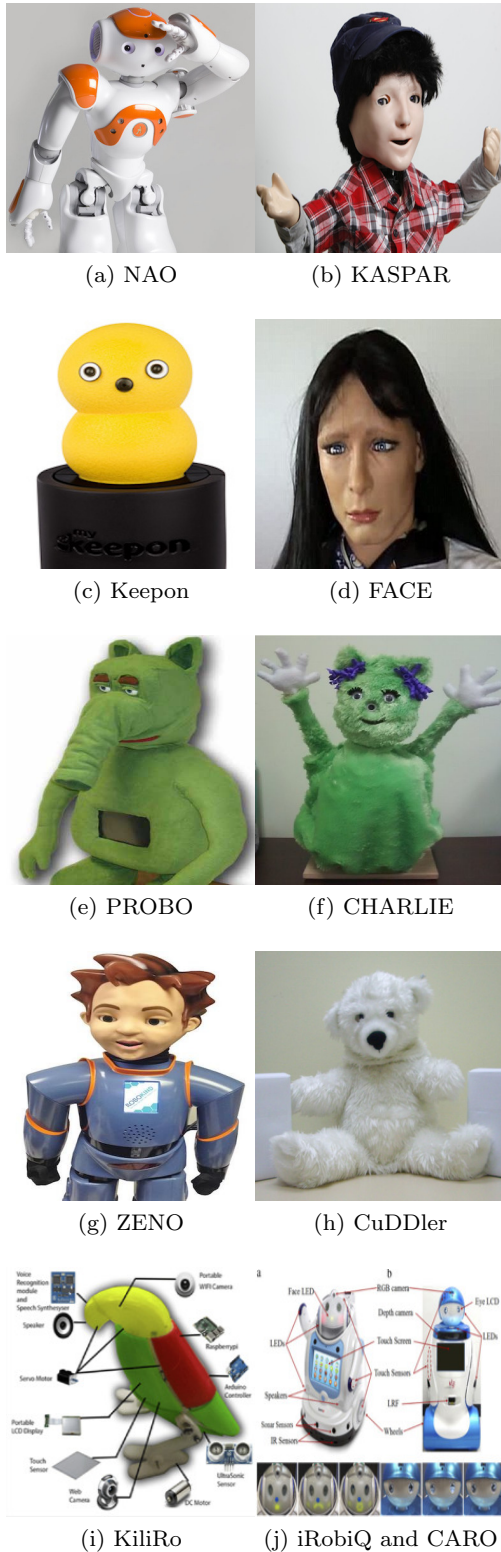 (a) NAO
(b) KASPAR
my
keepon
(c) Keepon
(d) FACE
(e) PROBO
(f) CHARLIE
ROBOKIND
(g) ZENO
(h) CuDDler
Voice
Recognition
module
and
Speech Syntheryser
Portable
WIFI Camera
Speaker
Raspberrypi
Servo Motor
Arduino
Controller
Portable
LCD Display
Touch
Sensor
Web
Camera
DC Motor
UltraSonic
Sensor
(i) KiliRo
a
b
Face LED
RGB camera
Eye LCD
Depth camera
LEDs
LEDs
Touch Screen
Touch Sensors
Speakers
LRF
Sonar Sensor
Wheels
IR Sensors
(j) iRobiQ and CARO